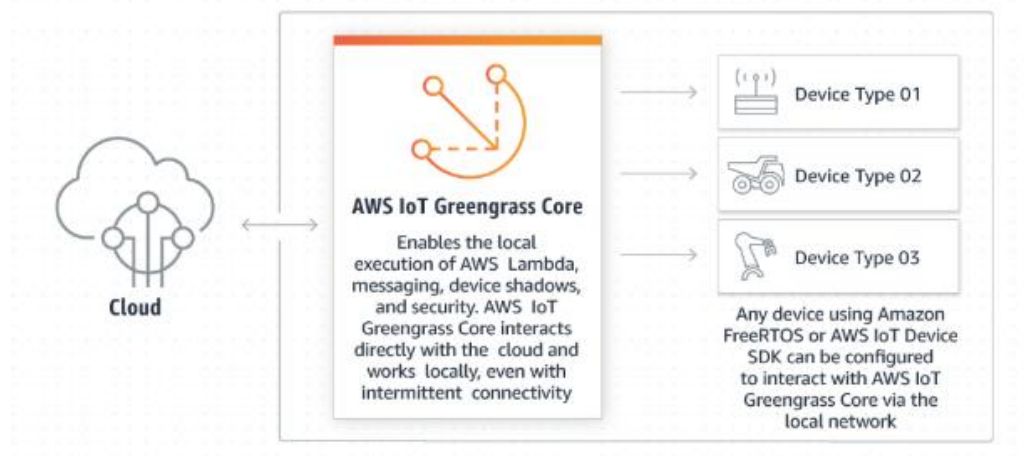 Cloud
AWS IoT Greengrass Core
Enables the local
execution of AWS Lambda,
messaging, device shadows,
and security. AWS IoT
Greengrass Core interacts
directly with the cloud and
works locally, even with
intermittent connectivity
Device Type 01
Device Type 02
Device Type 03
Any device using Amazon
FreeRTOS or AWS IoT Device
SDK can be configured
to interact with AWS IoT
Greengrass Core via the
local network